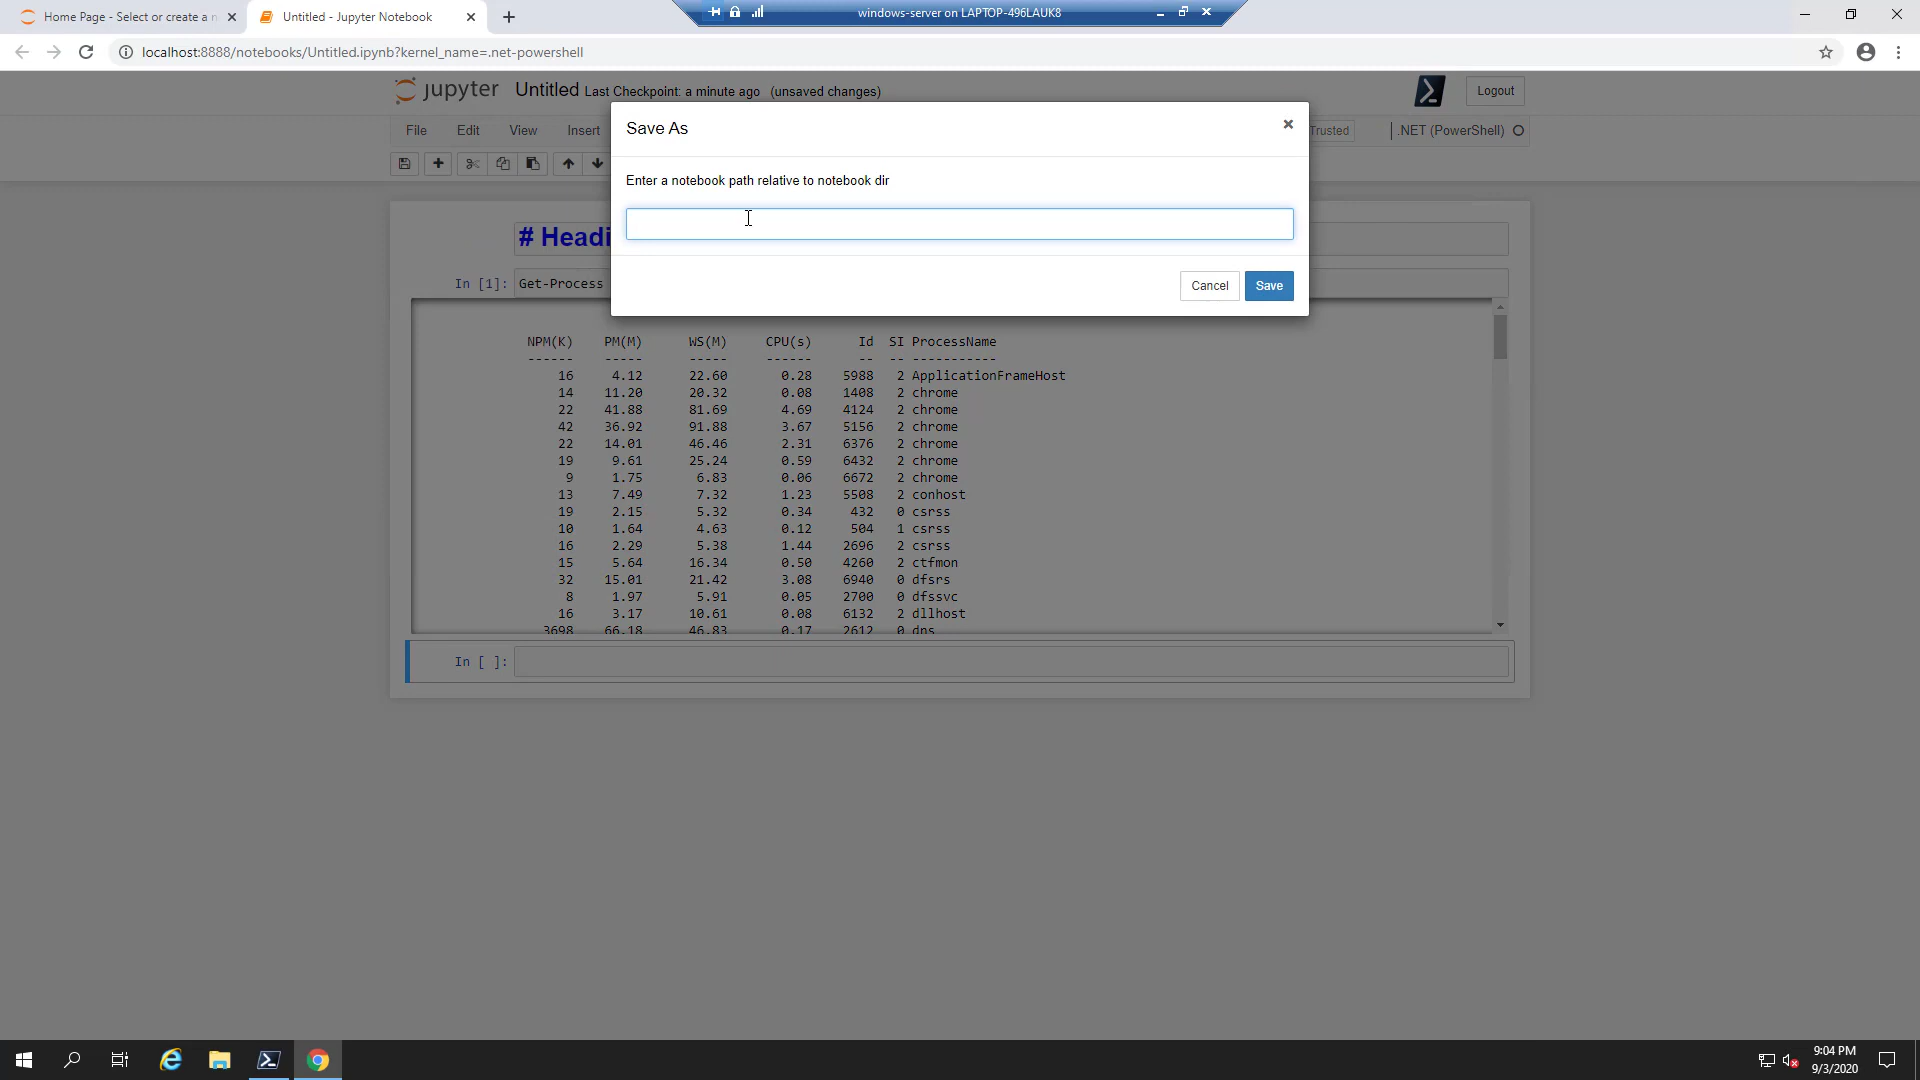 Home Page - Select or create a n
Untitled - Jupyter Notebook
windows-server on LAPTOP-496LAUK8
localhost:8888/notebooks/Untitled.ipynb?kernel_name=.net-powershell
jupyter Untitled Last Checkpoint: a minute ago (unsaved changes)
Logout
File Edit View Insert
Trusted .NET (PowerShell)
Save As
Enter a notebook path relative to notebook dir
Cancel Save
# Headi
In [1]: Get-Process
NPM(K) PM(M) WS(M) CPU(s) Id SI ProcessName
------ ----- ----- ------ -- -- -----------
16 4.12 22.60 0.28 5988 2 ApplicationFrameHost
14 11.20 20.32 0.08 1408 2 chrome
22 41.88 81.69 4.69 4124 2 chrome
42 36.92 91.88 3.67 5156 2 chrome
22 14.01 46.46 2.31 6376 2 chrome
19 9.61 25.24 0.59 6432 2 chrome
9 1.75 6.83 0.06 6672 2 chrome
13 7.49 7.32 1.23 5508 2 conhost
19 2.15 5.32 0.34 432 0 csrss
10 1.64 4.63 0.12 504 1 csrss
16 2.29 5.38 1.44 2696 2 csrss
15 5.64 16.34 0.50 4260 2 ctfmon
32 15.01 21.42 3.08 6940 0 dfsrs
8 1.97 5.91 0.05 2700 0 dfssvc
16 3.17 10.61 0.08 6132 2 dllhost
3698 66.18 46.83 0.17 2612 0 dns
In [ ]:
9:04 PM
9/3/2020